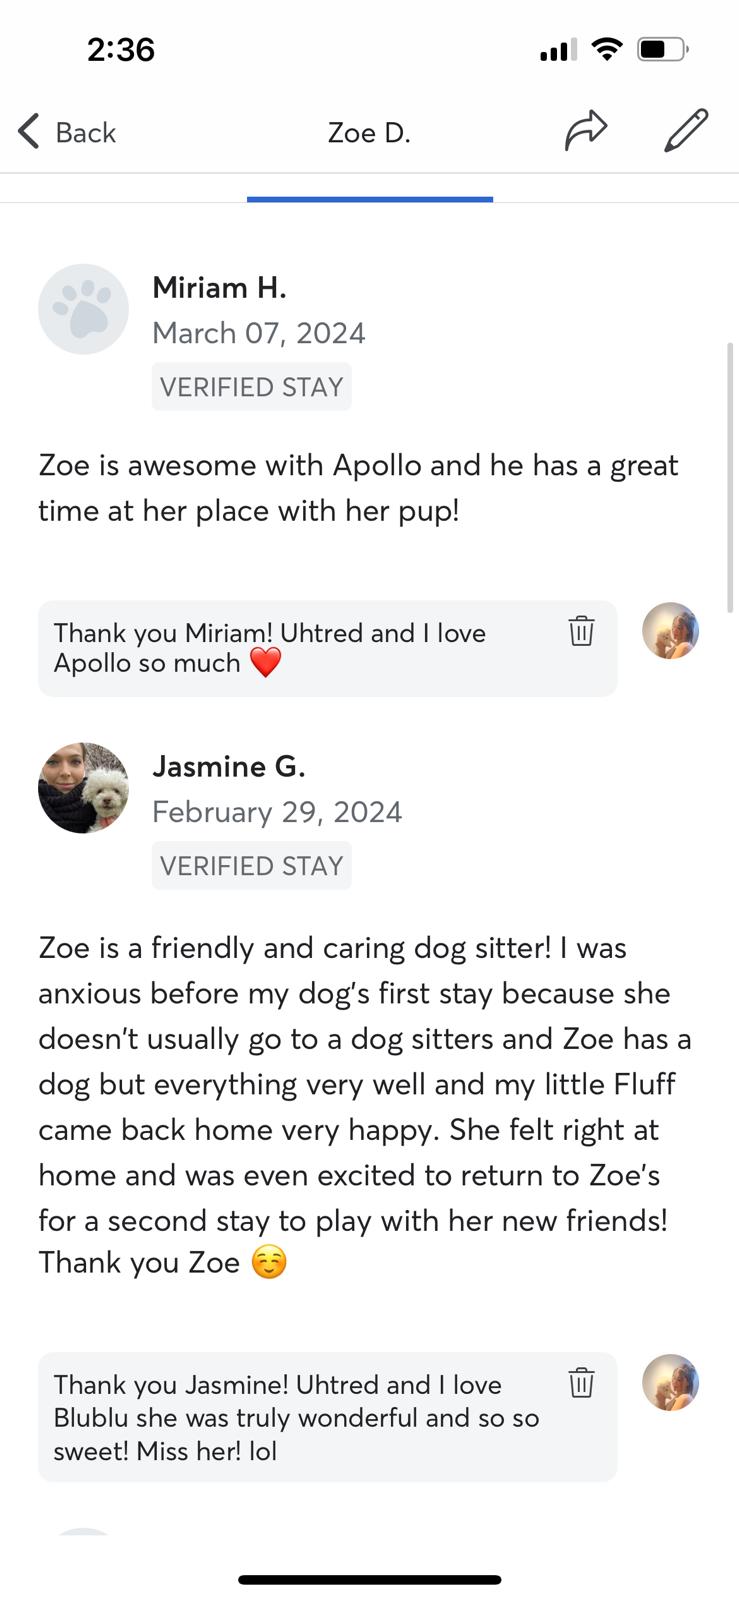 2:36
Back
Zoe D.
Miriam H.
March 07, 2024
VERIFIED STAY
Zoe is awesome with Apollo and he has a great
time at her place with her pup!
Thank you Miriam! Uhtred and I love
Apollo so much ❤️
Jasmine G.
February 29, 2024
VERIFIED STAY
Zoe is a friendly and caring dog sitter! I was
anxious before my dog's first stay because she
doesn't usually go to a dog sitters and Zoe has a
dog but everything very well and my little Fluff
came back home very happy. She felt right at
home and was even excited to return to Zoe's
for a second stay to play with her new friends!
Thank you Zoe ☺️
Thank you Jasmine! Uhtred and I love
Blublu she was truly wonderful and so so
sweet! Miss her! lol